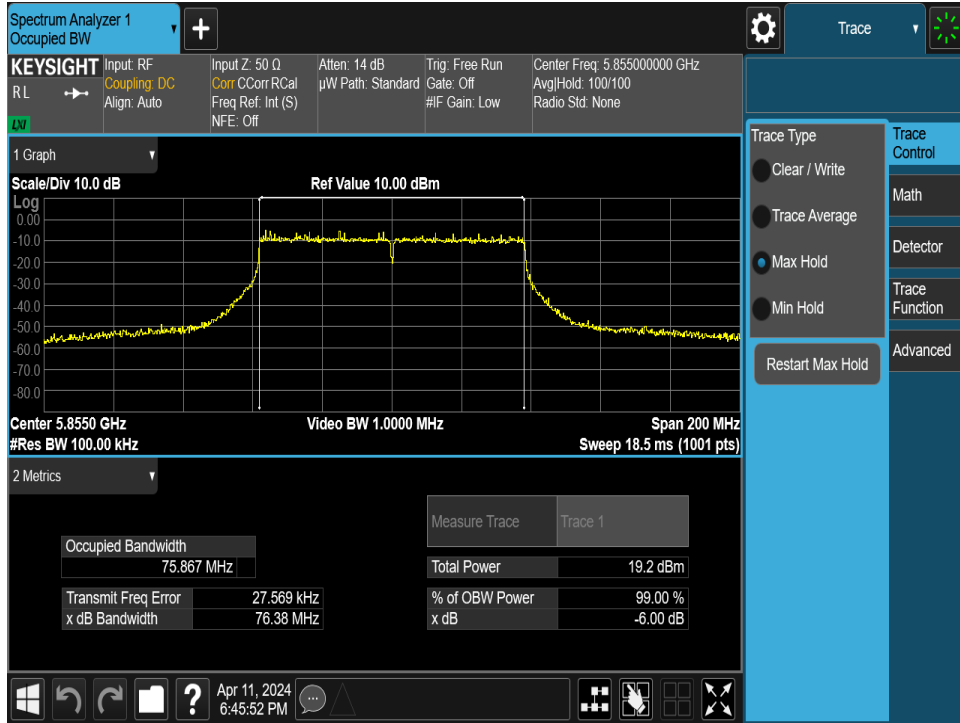 Spectrum Analyzer 1
Occupied BW
Trace
KEYSIGHT
R L
LXI
Input: RF
Coupling: DC
Align: Auto
Input Z: 50 Ω
Corr CCorr RCal
Freq Ref: Int (S)
NFE: Off
Atten: 14 dB
µW Path: Standard
Trig: Free Run
Gate: Off
#IF Gain: Low
Center Freq: 5.855000000 GHz
Avg|Hold: 100/100
Radio Std: None
1 Graph
Scale/Div 10.0 dB
Ref Value 10.00 dBm
Log
0.00
-10.0
-20.0
-30.0
-40.0
-50.0
-60.0
-70.0
-80.0
Center 5.8550 GHz
#Res BW 100.00 kHz
Video BW 1.0000 MHz
Span 200 MHz
Sweep 18.5 ms (1001 pts)
2 Metrics
Measure Trace Trace 1
Occupied Bandwidth
75.867 MHz
Total Power 19.2 dBm
Transmit Freq Error 27.569 kHz
% of OBW Power 99.00 %
x dB Bandwidth 76.38 MHz
x dB -6.00 dB
Trace Type
Clear / Write
Trace Average
Max Hold
Min Hold
Restart Max Hold
Trace
Control
Math
Detector
Trace
Function
Advanced
?
Apr 11, 2024
6:45:52 PM